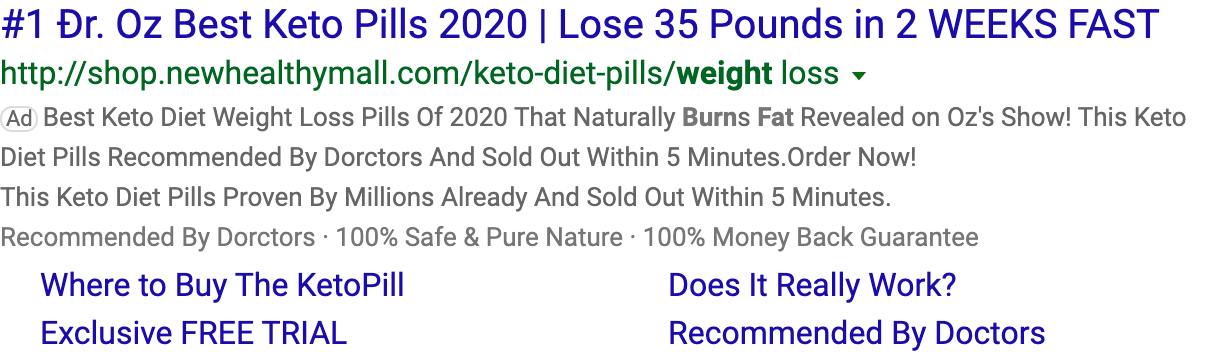 #1 Đr. Oz Best Keto Pills 2020 | Lose 35 Pounds in 2 WEEKS FAST
http://shop.newhealthymall.com/keto-diet-pills/weight loss
Ad Best Keto Diet Weight Loss Pills Of 2020 That Naturally Burns Fat Revealed on Oz's Show! This Keto
Diet Pills Recommended By Dorctors And Sold Out Within 5 Minutes.Order Now!
This Keto Diet Pills Proven By Millions Already And Sold Out Within 5 Minutes.
Recommended By Dorctors · 100% Safe & Pure Nature · 100% Money Back Guarantee
Where to Buy The KetoPill Does It Really Work?
Exclusive FREE TRIAL Recommended By Doctors